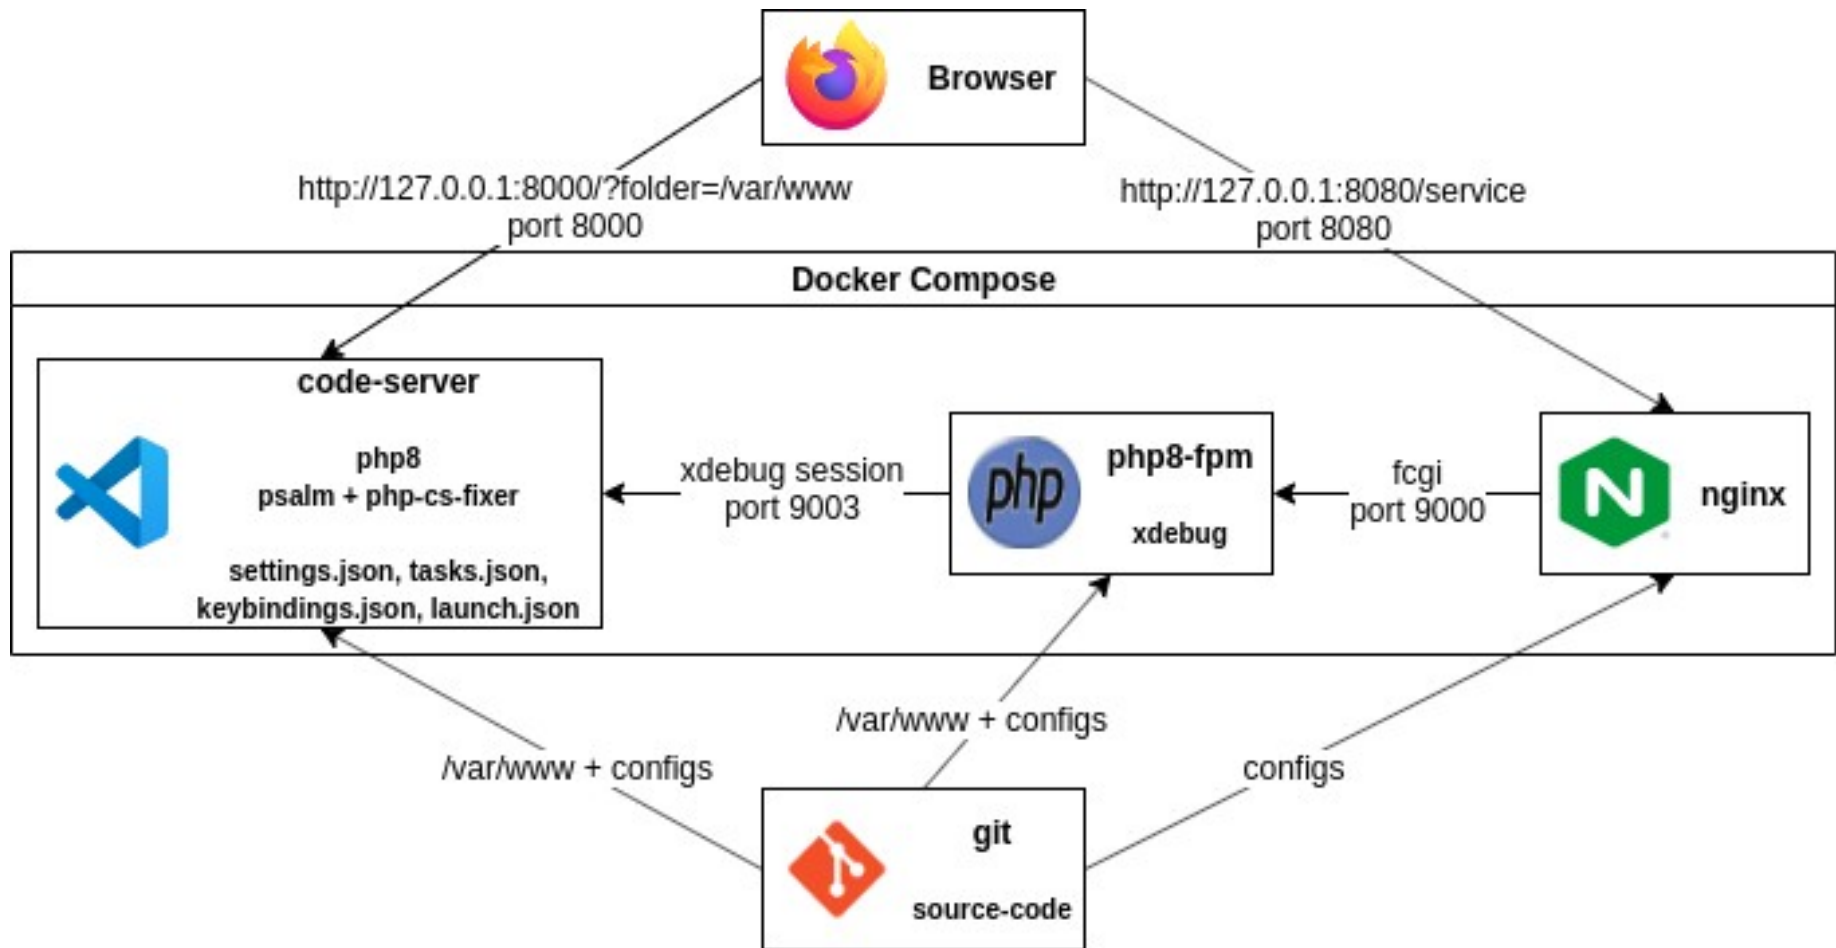 Browser
http://127.0.0.1:8000/?folder=/var/www
port 8000
http://127.0.0.1:8080/service
port 8080
Docker Compose
code-server
php8
psalm + php-cs-fixer
settings.json, tasks.json,
keybindings.json, launch.json
xdebug session
port 9003
php
php8-fpm
xdebug
fcgi
port 9000
N
nginx
/var/www + configs
/var/www + configs
configs
git
source-code